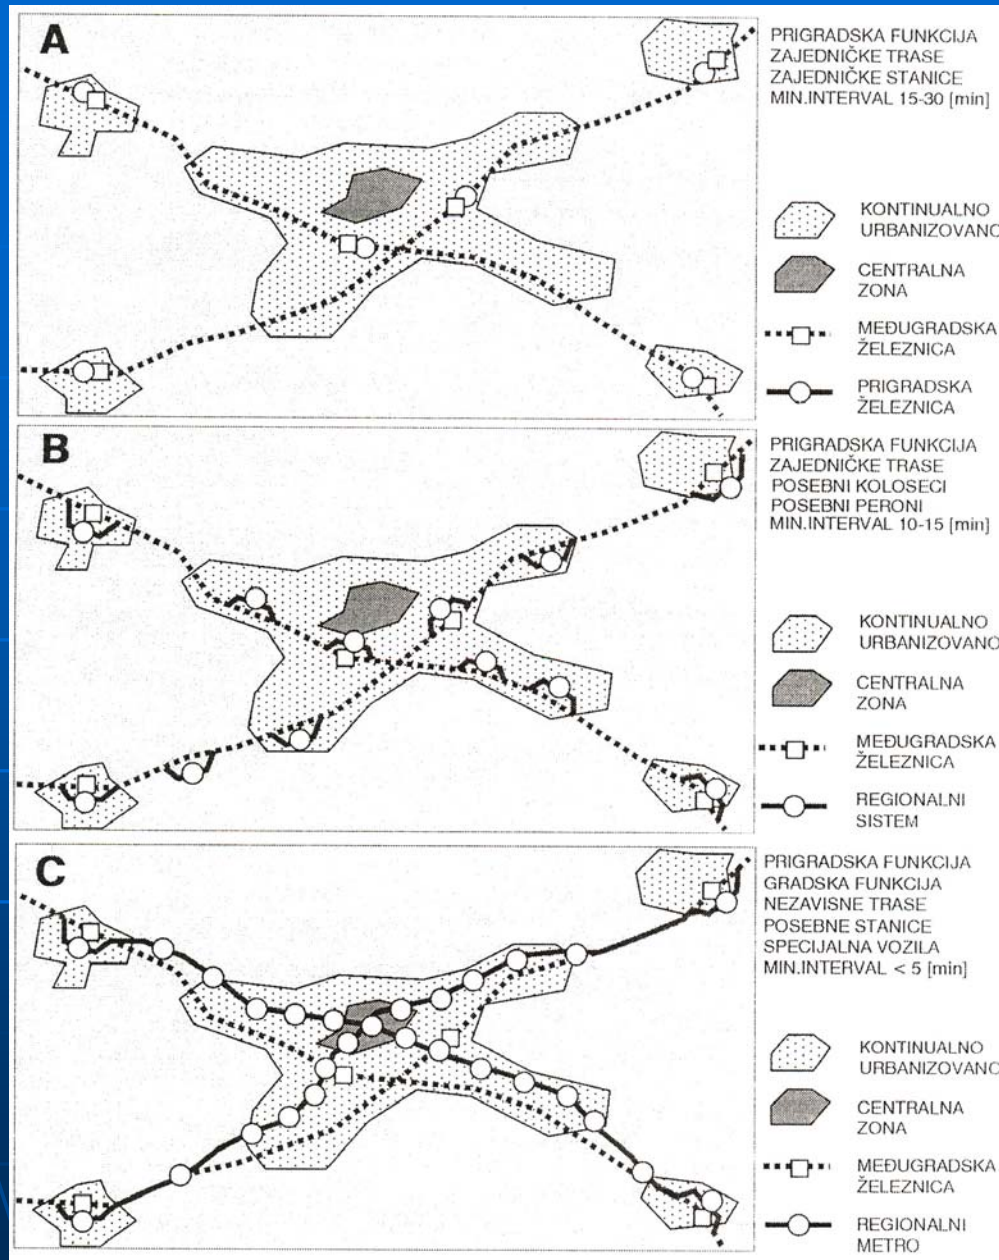 A
PRIGRADSKA FUNKCIJA
ZAJEDNIČKE TRASE
ZAJEDNIČKE STANICE
MIN.INTERVAL 15-30 [min]
KONTINUALNO
URBANIZOVANO
CENTRALNA
ZONA
MEĐUGRADSKA
ŽELEZNICA
PRIGRADSKA
ŽELEZNICA
B
PRIGRADSKA FUNKCIJA
ZAJEDNIČKE TRASE
POSEBNI KOLOSECI
POSEBNI PERONI
MIN.INTERVAL 10-15 [min]
KONTINUALNO
URBANIZOVANO
CENTRALNA
ZONA
MEĐUGRADSKA
ŽELEZNICA
REGIONALNI
SISTEM
C
PRIGRADSKA FUNKCIJA
GRADSKA FUNKCIJA
NEZAVISNE TRASE
POSEBNE STANICE
SPECIJALNA VOZILA
MIN.INTERVAL < 5 [min]
KONTINUALNO
URBANIZOVANO
CENTRALNA
ZONA
MEĐUGRADSKA
ŽELEZNICA
REGIONALNI
METRO